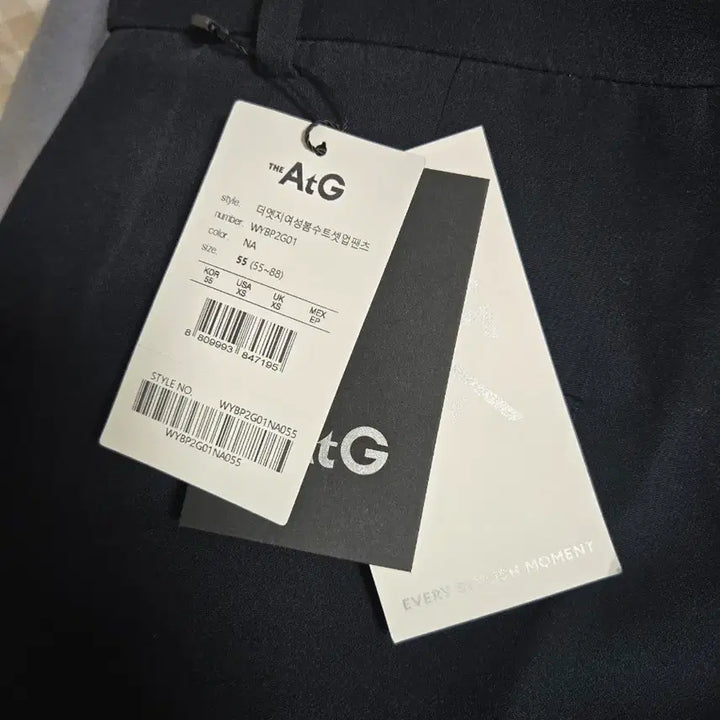 THE AtG
style. 더엣지여성봄수트셋업팬츠
number. WYBP2G01
color. NA
size. 55 (55~88)
KOR USA UK MEX
55 XS XS EP
8 809993 847195
STYLE NO. WYBP2G01NA055
WYBP2G01NA055
AtG
EVERY MOMENT